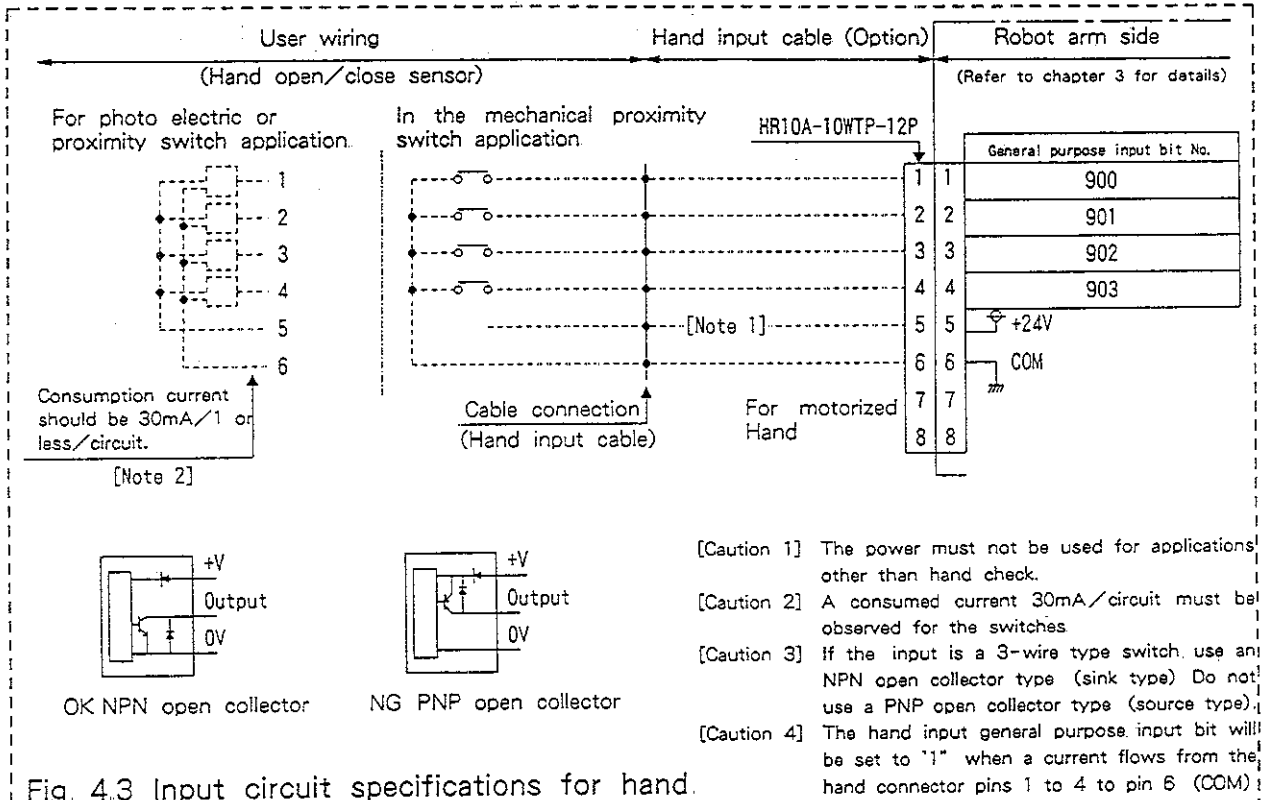 User wiring
Hand input cable (Option)
Robot arm side
(Hand open/close sensor)
(Refer to chapter 3 for details)
For photo electric or
proximity switch application.
In the mechanical proximity
switch application
HR10A-10WTP-12P
General purpose input bit No.
1
1 1
900
2
2 2
901
3
3 3
902
4
4 4
903
5
[Note 1]
5 5
+24V
6
6 6
COM
Consumption current
should be 30mA/1 or
less/circuit.
[Note 2]
Cable connection
(Hand input cable)
For motorized
Hand
7 7
8 8
+V
Output
0V
OK NPN open collector
+V
Output
0V
NG PNP open collector
[Caution 1] The power must not be used for applications
other than hand check.
[Caution 2] A consumed current 30mA/circuit must be
observed for the switches.
[Caution 3] If the input is a 3-wire type switch, use an
NPN open collector type (sink type) Do not
use a PNP open collector type (source type).
[Caution 4] The hand input general purpose input bit will
be set to "1" when a current flows from the
hand connector pins 1 to 4 to pin 6 (COM)
Fig. 4.3 Input circuit specifications for hand.